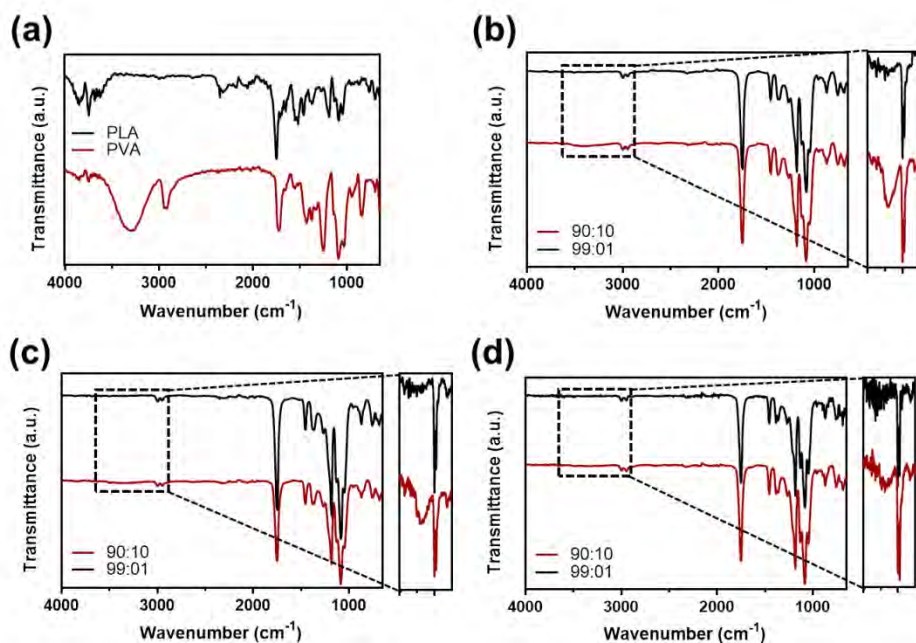 (a)
Transmittance (a.u.)
PLA
PVA
4000 3000 2000 1000
Wavenumber (cm⁻¹)
(b)
Transmittance (a.u.)
90:10
99:01
4000 3000 2000 1000
Wavenumber (cm⁻¹)
(c)
Transmittance (a.u.)
90:10
99:01
4000 3000 2000 1000
Wavenumber (cm⁻¹)
(d)
Transmittance (a.u.)
90:10
99:01
4000 3000 2000 1000
Wavenumber (cm⁻¹)